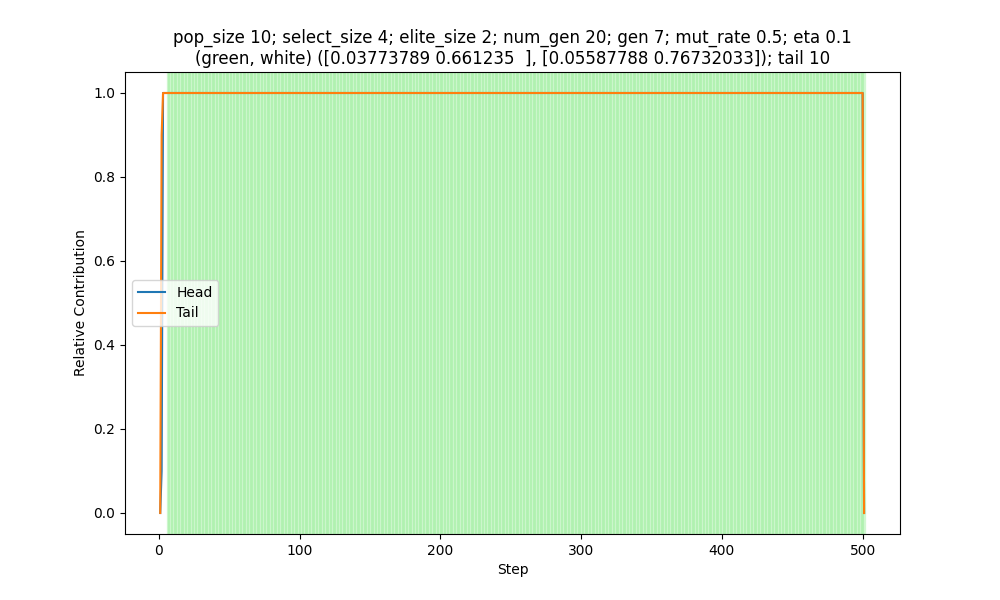 pop_size 10; select_size 4; elite_size 2; num_gen 20; gen 7; mut_rate 0.5; eta 0.1
(green, white) ([0.03773789 0.661235  ], [0.05587788 0.76732033]); tail 10
1.0
0.8
0.6
0.4
0.2
0.0
Relative Contribution
Head
Tail
0
100
200
300
400
500
Step